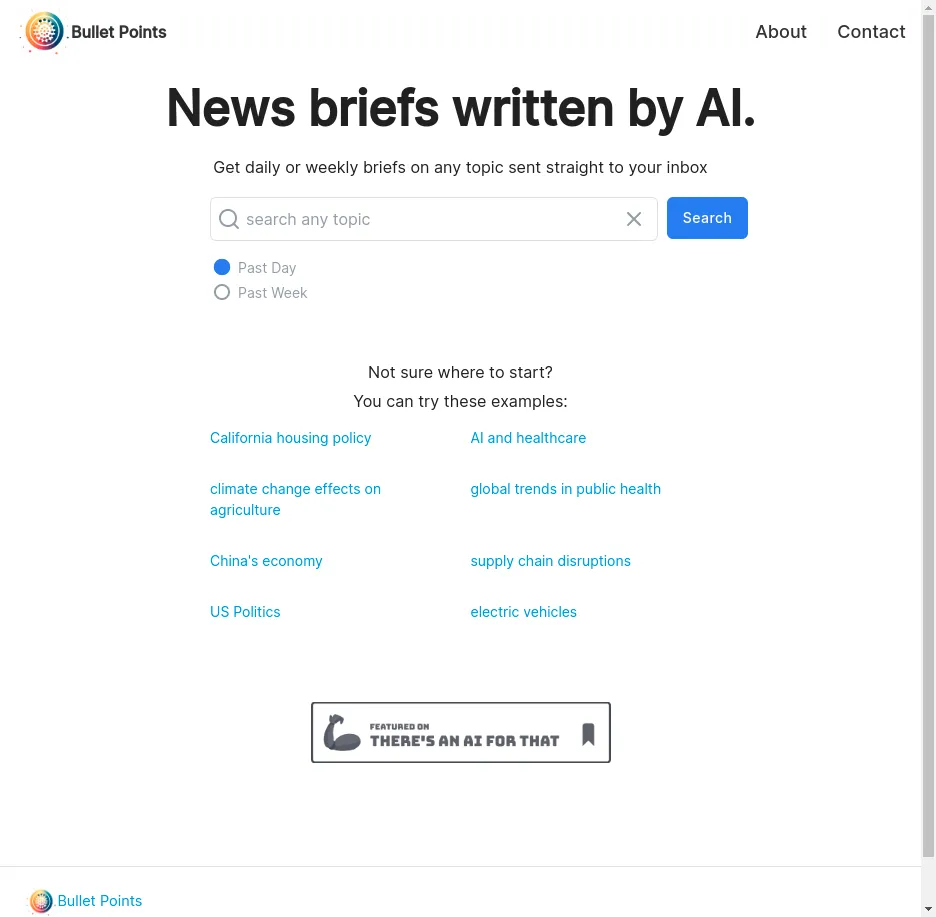 Bullet Points
About
Contact
News briefs written by AI.
Get daily or weekly briefs on any topic sent straight to your inbox
search any topic
Search
Past Day
Past Week
Not sure where to start?
You can try these examples:
California housing policy
AI and healthcare
climate change effects on
agriculture
global trends in public health
China's economy
supply chain disruptions
US Politics
electric vehicles
FEATURED ON
THERE'S AN AI FOR THAT
Bullet Points